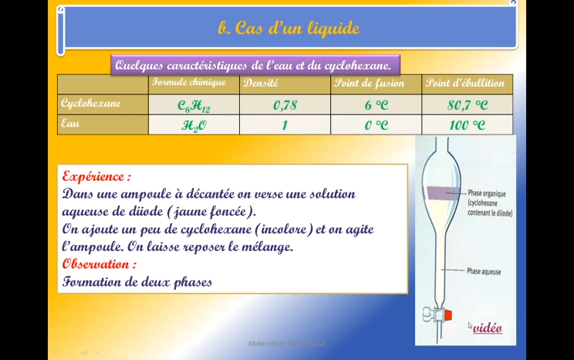 b. Cas d'un liquide
Quelques caractéristiques de l'eau et du cyclohexane.
Formule chimique Densité Point de fusion Point d'ébullition
Cyclohexane C₆H₁₂ 0,78 6 °C 80,7 °C
Eau H₂O 1 0 °C 100 °C
Expérience :
Dans une ampoule à décantée on verse une solution
aqueuse de diiode (jaune foncée).
On ajoute un peu de cyclohexane (incolore) et on agite
l'ampoule. On laisse reposer le mélange.
Observation :
Formation de deux phases
Phase organique
(cyclohexane
contenant le diiode)
Phase aqueuse
vidéo